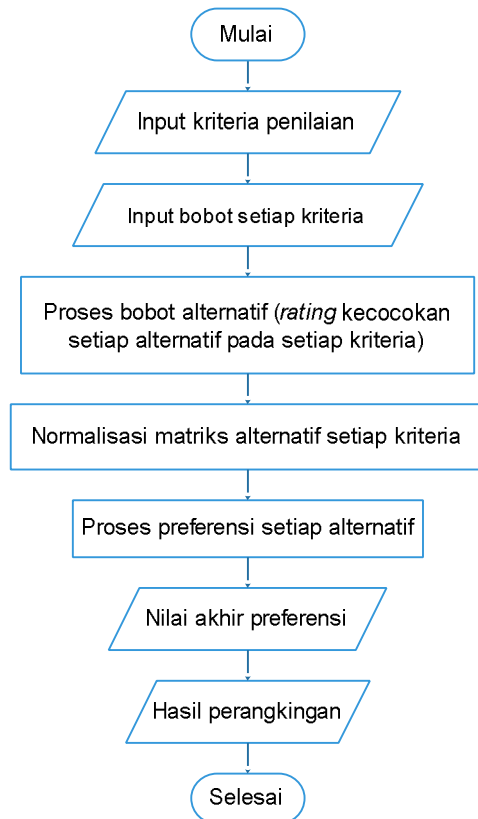 Mulai
Input kriteria penilaian
Input bobot setiap kriteria
Proses bobot alternatif (rating kecocokan
setiap alternatif pada setiap kriteria)
Normalisasi matriks alternatif setiap kriteria
Proses preferensi setiap alternatif
Nilai akhir preferensi
Hasil perangkingan
Selesai